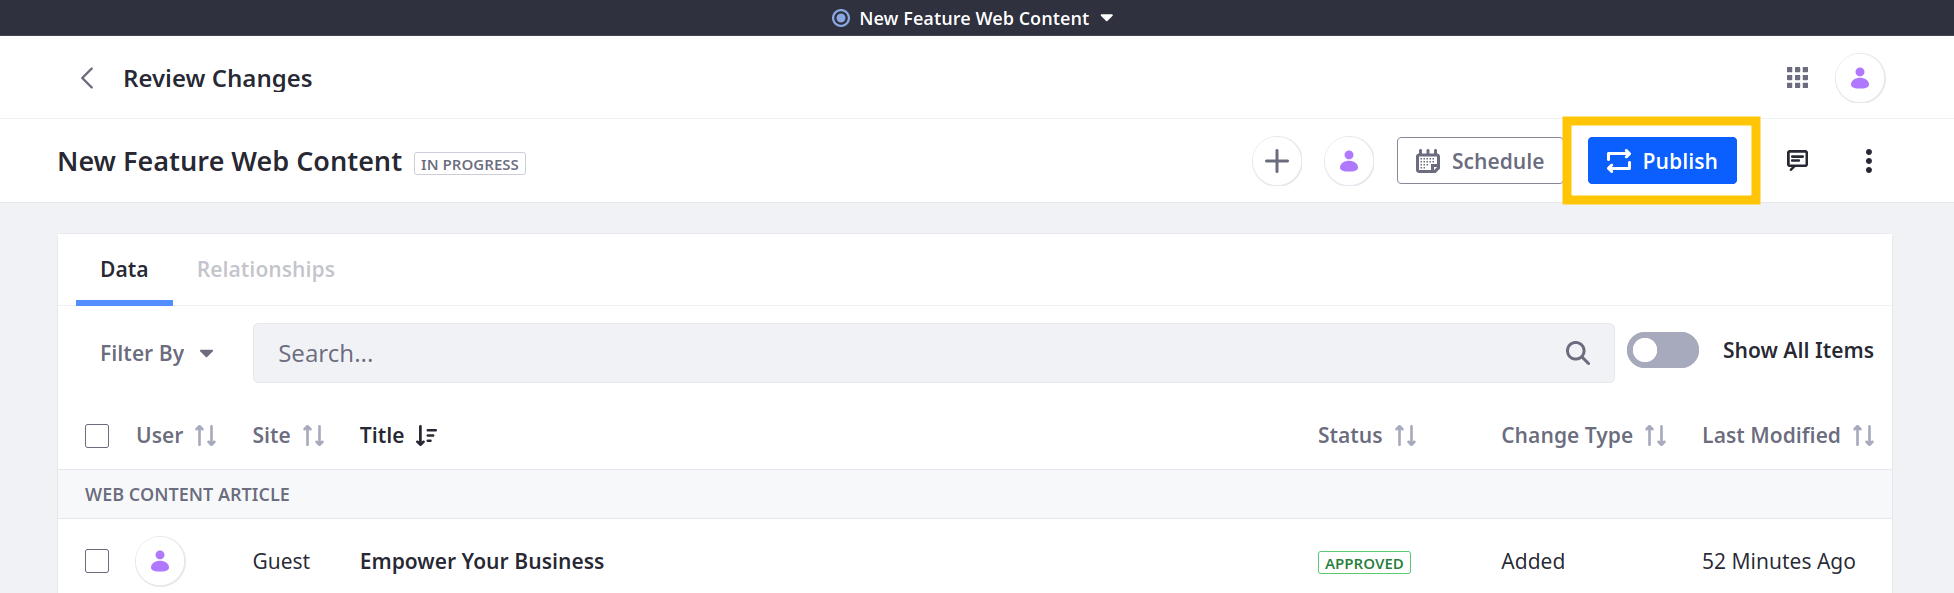 New Feature Web Content
Review Changes
New Feature Web Content IN PROGRESS Schedule Publish
Data Relationships
Filter By Search... Show All Items
User Site Title Status Change Type Last Modified
WEB CONTENT ARTICLE
Guest Empower Your Business APPROVED Added 52 Minutes Ago